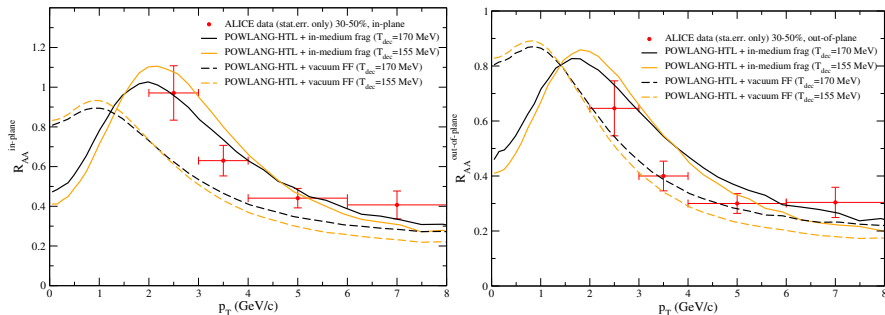 ALICE data (stat.err. only) 30-50%, in-plane
POWLANG-HTL + in-medium frag (T_dec=170 MeV)
POWLANG-HTL + in-medium frag (T_dec=155 MeV)
POWLANG-HTL + vacuum FF (T_dec=170 MeV)
POWLANG-HTL + vacuum FF (T_dec=155 MeV)
R_AA^in-plane
1.2
1
0.8
0.6
0.4
0.2
0
0 1 2 3 4 5 6 7 8
p_T (GeV/c)
ALICE data (sta.err. only) 30-50%, out-of-plane
POWLANG-HTL + in-medium frag (T_dec=170 MeV)
POWLANG-HTL + in-medium frag (T_dec=155 MeV)
POWLANG-HTL + vacuum FF (T_dec=170 MeV)
POWLANG-HTL + vacuum FF (T_dec=155 MeV)
R_AA^out-of-plane
1
0.8
0.6
0.4
0.2
0
0 1 2 3 4 5 6 7 8
p_T (GeV/c)